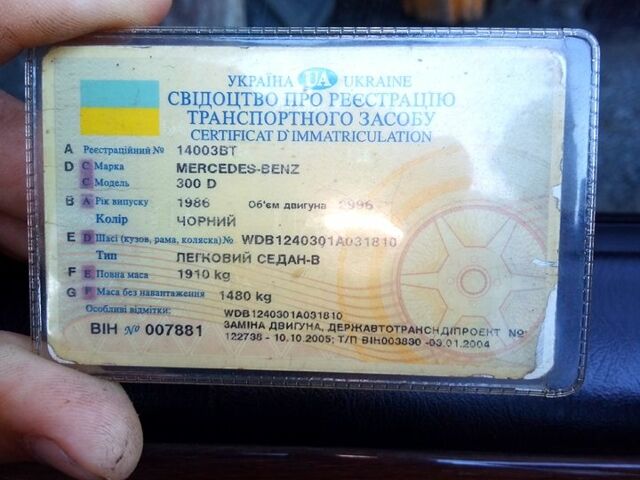 УКРАЇНА UA UKRAINE
СВІДОЦТВО ПРО РЕЄСТРАЦІЮ
ТРАНСПОРТНОГО ЗАСОБУ
CERTIFICAT D'IMMATRICULATION
A Реєстраційний № 14003ВТ
D C Марка MERCEDES-BENZ
C Модель 300 D
B A Рік випуску 1986 Об'єм двигуна 2996
Колір ЧОРНИЙ
E D Шасі (кузов, рама, коляска) № WDB1240301A031810
Тип ЛЕГКОВИЙ СЕДАН-В
F E Повна маса 1910 kg
G F Маса без навантаження 1480 kg
Особливі відмітки: WDB1240301A031810
ВІН № 007881 ЗАМІНА ДВИГУНА, ДЕРЖАВТОТРАНСНДІПРОЕКТ №
122736 - 10.10.2005; Т/П ВІН003830 -03.01.2004